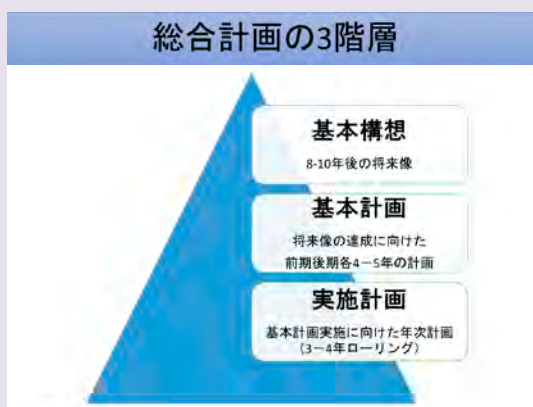 総合計画の3階層
基本構想
8-10年後の将来像
基本計画
将来像の達成に向けた
前期後期各4－5年の計画
実施計画
基本計画実施に向けた年次計画
（3－4年ローリング）